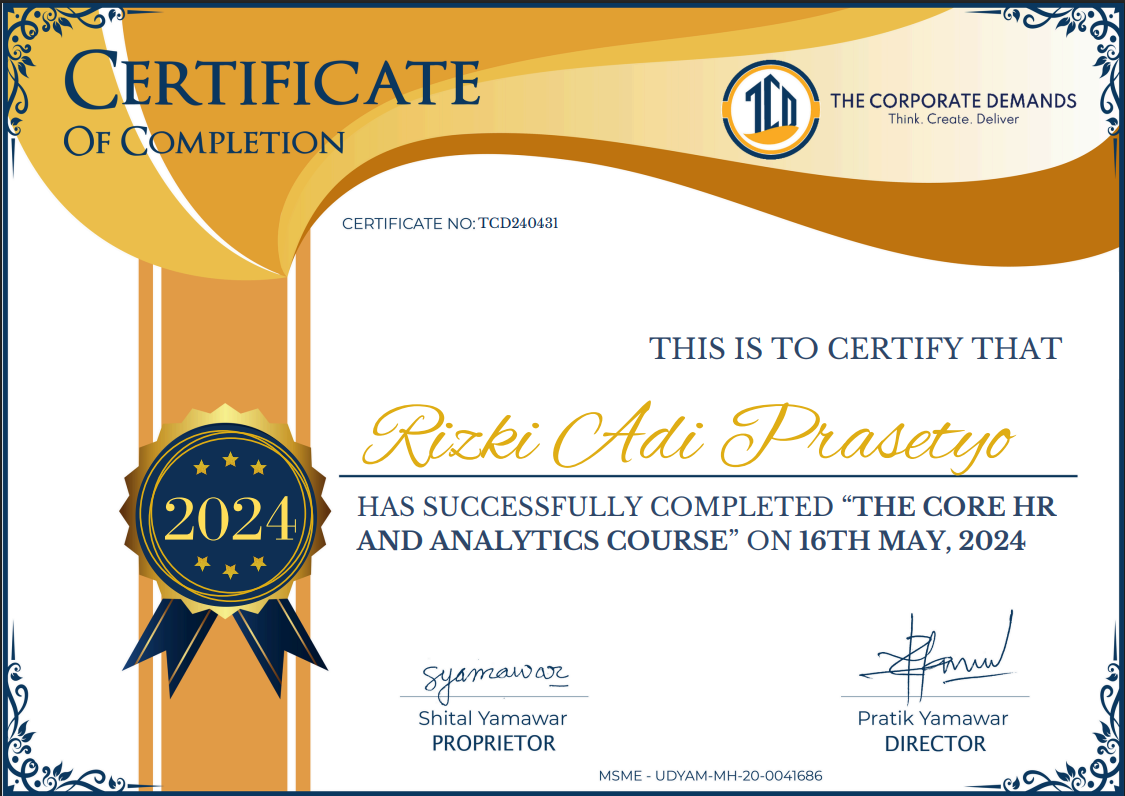 CERTIFICATE
OF COMPLETION
TCD
THE CORPORATE DEMANDS
Think. Create. Deliver
CERTIFICATE NO: TCD240431
THIS IS TO CERTIFY THAT
Rizki Adi Prasetyo
HAS SUCCESSFULLY COMPLETED “THE CORE HR
AND ANALYTICS COURSE” ON 16TH MAY, 2024
2024
syamawar
Shital Yamawar
PROPRIETOR
Pratik Yamawar
DIRECTOR
MSME - UDYAM-MH-20-0041686